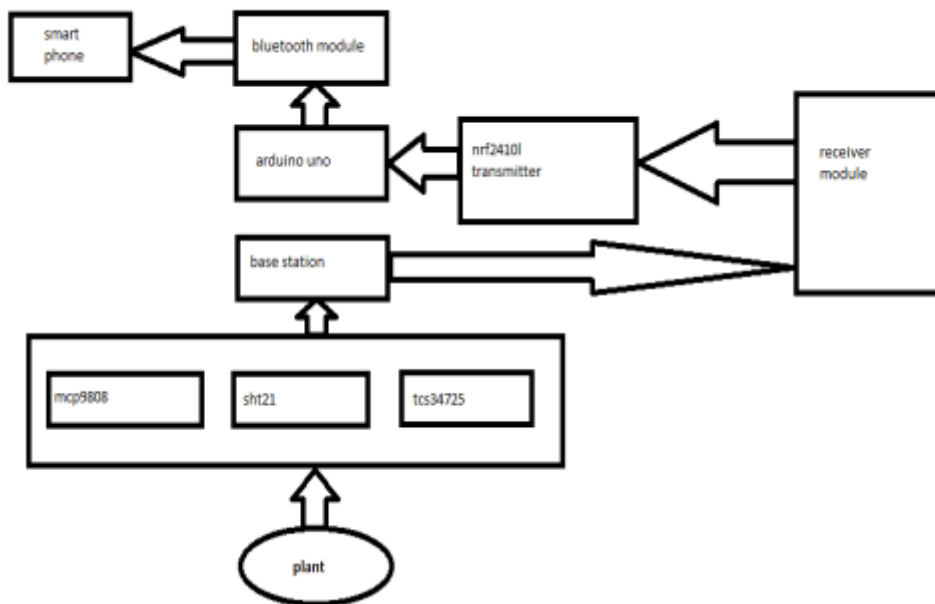 smart
phone
bluetooth module
arduino uno
nrf2410l
transmitter
receiver
module
base station
mcp9808
sht21
tcs34725
plant